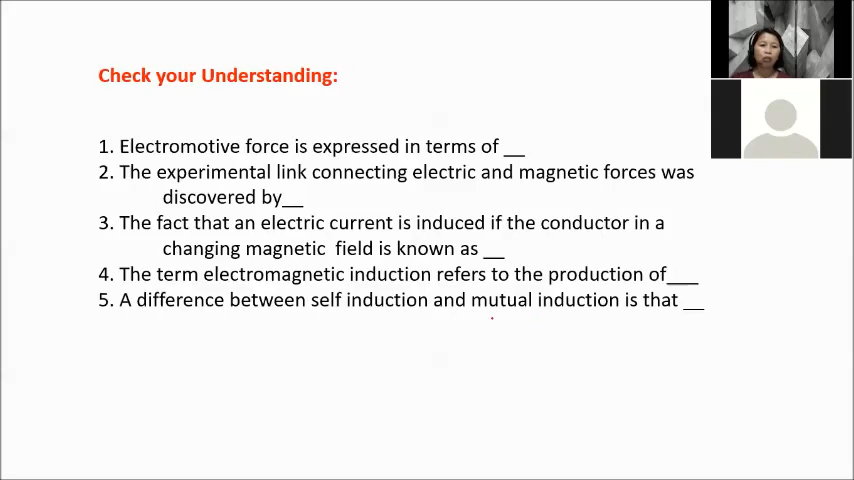 Check your Understanding:
1. Electromotive force is expressed in terms of __
2. The experimental link connecting electric and magnetic forces was
discovered by__
3. The fact that an electric current is induced if the conductor in a
changing magnetic field is known as __
4. The term electromagnetic induction refers to the production of___
5. A difference between self induction and mutual induction is that __